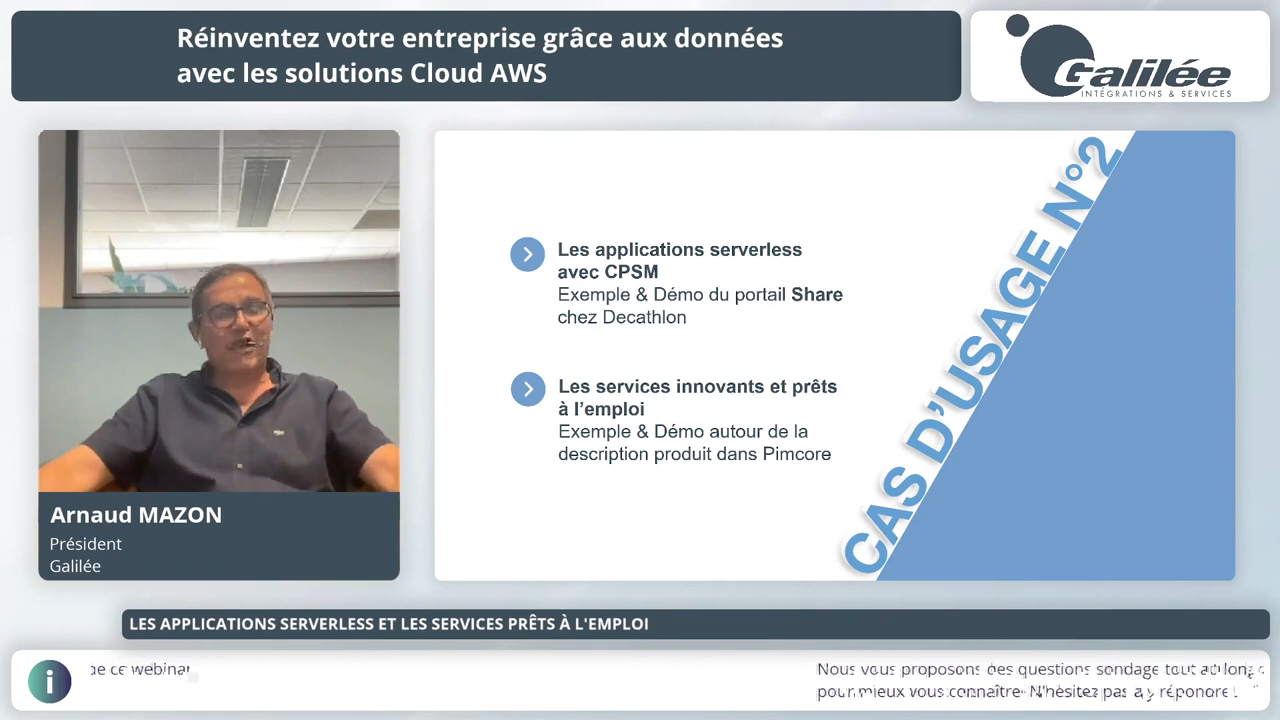 Réinventez votre entreprise grâce aux données
avec les solutions Cloud AWS
Galilée
INTÉGRATIONS & SERVICES
Les applications serverless
avec CPSM
Exemple & Démo du portail Share
chez Decathlon
Les services innovants et prêts
à l'emploi
Exemple & Démo autour de la
description produit dans Pimcore
CAS D'USAGE N°2
Arnaud MAZON
Président
Galilée
LES APPLICATIONS SERVERLESS ET LES SERVICES PRÊTS À L'EMPLOI
i
de ce webinar
Nous vous proposons des questions sondage tout au long
pour mieux vous connaître. N'hésitez pas à y répondre